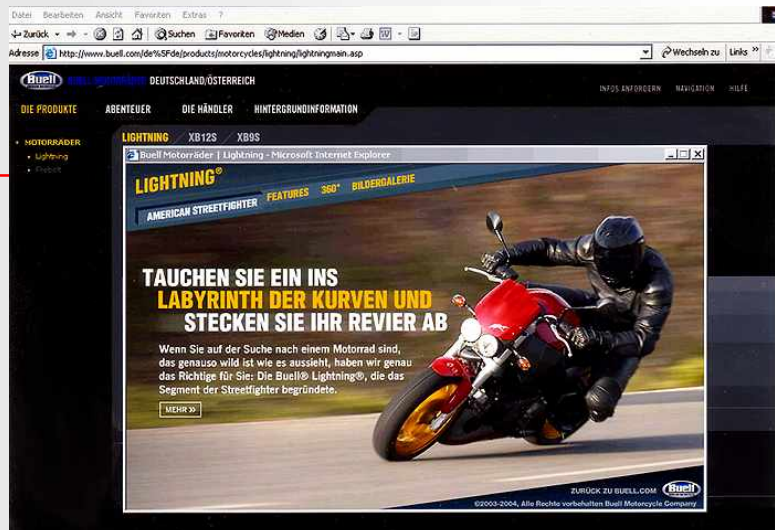 Datei Bearbeiten Ansicht Favoriten Extras ?
Zurück Suchen Favoriten Medien
Adresse http://www.buell.com/de%5Fde/products/motorcycles/lightning/lightningmain.asp Wechseln zu Links »
Buell BUELL MOTORRÄDER DEUTSCHLAND/ÖSTERREICH
INFOS ANFORDERN NAVIGATION HILFE
DIE PRODUKTE ABENTEUER DIE HÄNDLER HINTERGRUNDINFORMATION
MOTORRÄDER
Lightning
Firebolt
LIGHTNING XB12S XB9S
Buell Motorräder | Lightning - Microsoft Internet Explorer
LIGHTNING®
AMERICAN STREETFIGHTER FEATURES 360° BILDERGALERIE
TAUCHEN SIE EIN INS
LABYRINTH DER KURVEN UND
STECKEN SIE IHR REVIER AB
Wenn Sie auf der Suche nach einem Motorrad sind,
das genauso wild ist wie es aussieht, haben wir genau
das Richtige für Sie: Die Buell® Lightning®, die das
Segment der Streetfighter begründete.
MEHR »
ZURÜCK ZU BUELL.COM Buell
©2003-2004, Alle Rechte vorbehalten Buell Motorcycle Company